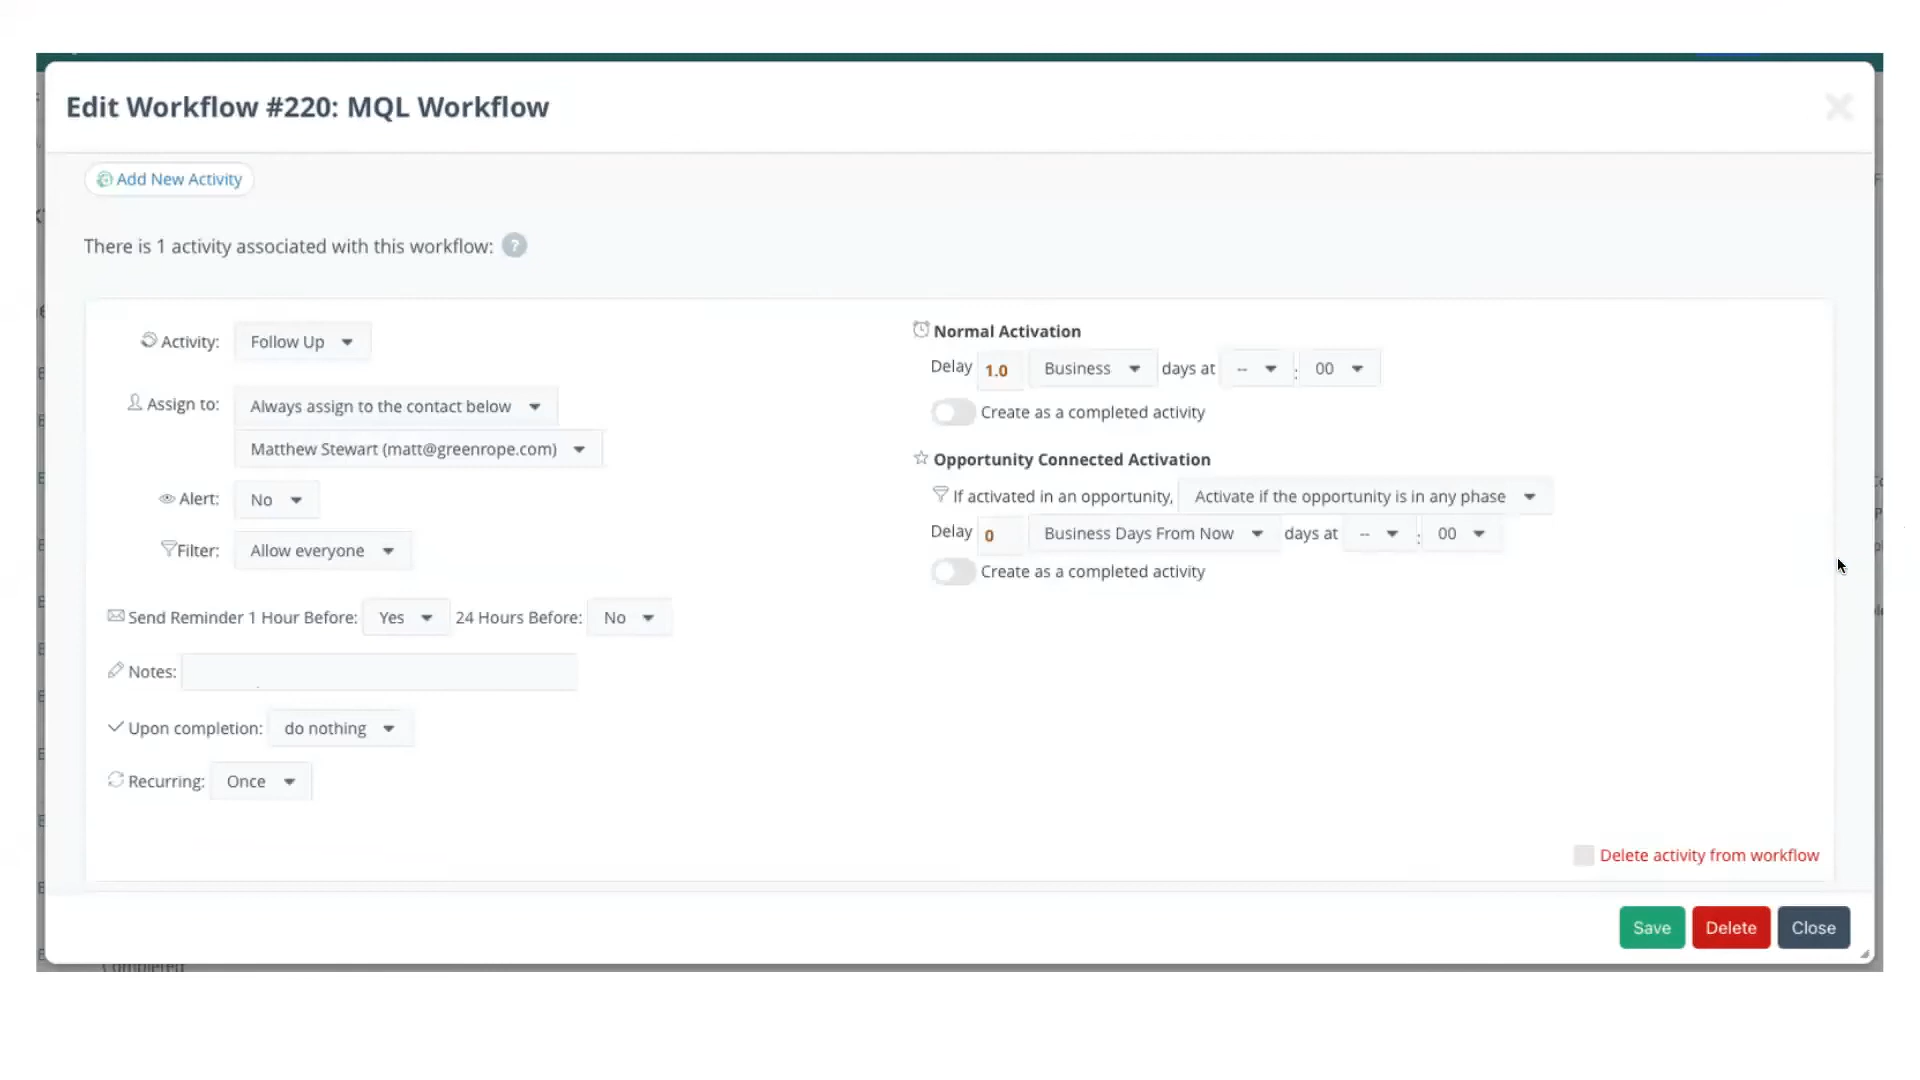 Edit Workflow #220: MQL Workflow
Add New Activity
There is 1 activity associated with this workflow: ?
Activity: Follow Up
Assign to: Always assign to the contact below
Matthew Stewart (matt@greenrope.com)
Alert: No
Filter: Allow everyone
Send Reminder 1 Hour Before: Yes 24 Hours Before: No
Notes:
Upon completion: do nothing
Recurring: Once
Normal Activation
Delay 1.0 Business days at -- : 00
Create as a completed activity
Opportunity Connected Activation
If activated in an opportunity, Activate if the opportunity is in any phase
Delay 0 Business Days From Now days at -- : 00
Create as a completed activity
Delete activity from workflow
Save Delete Close
Completed